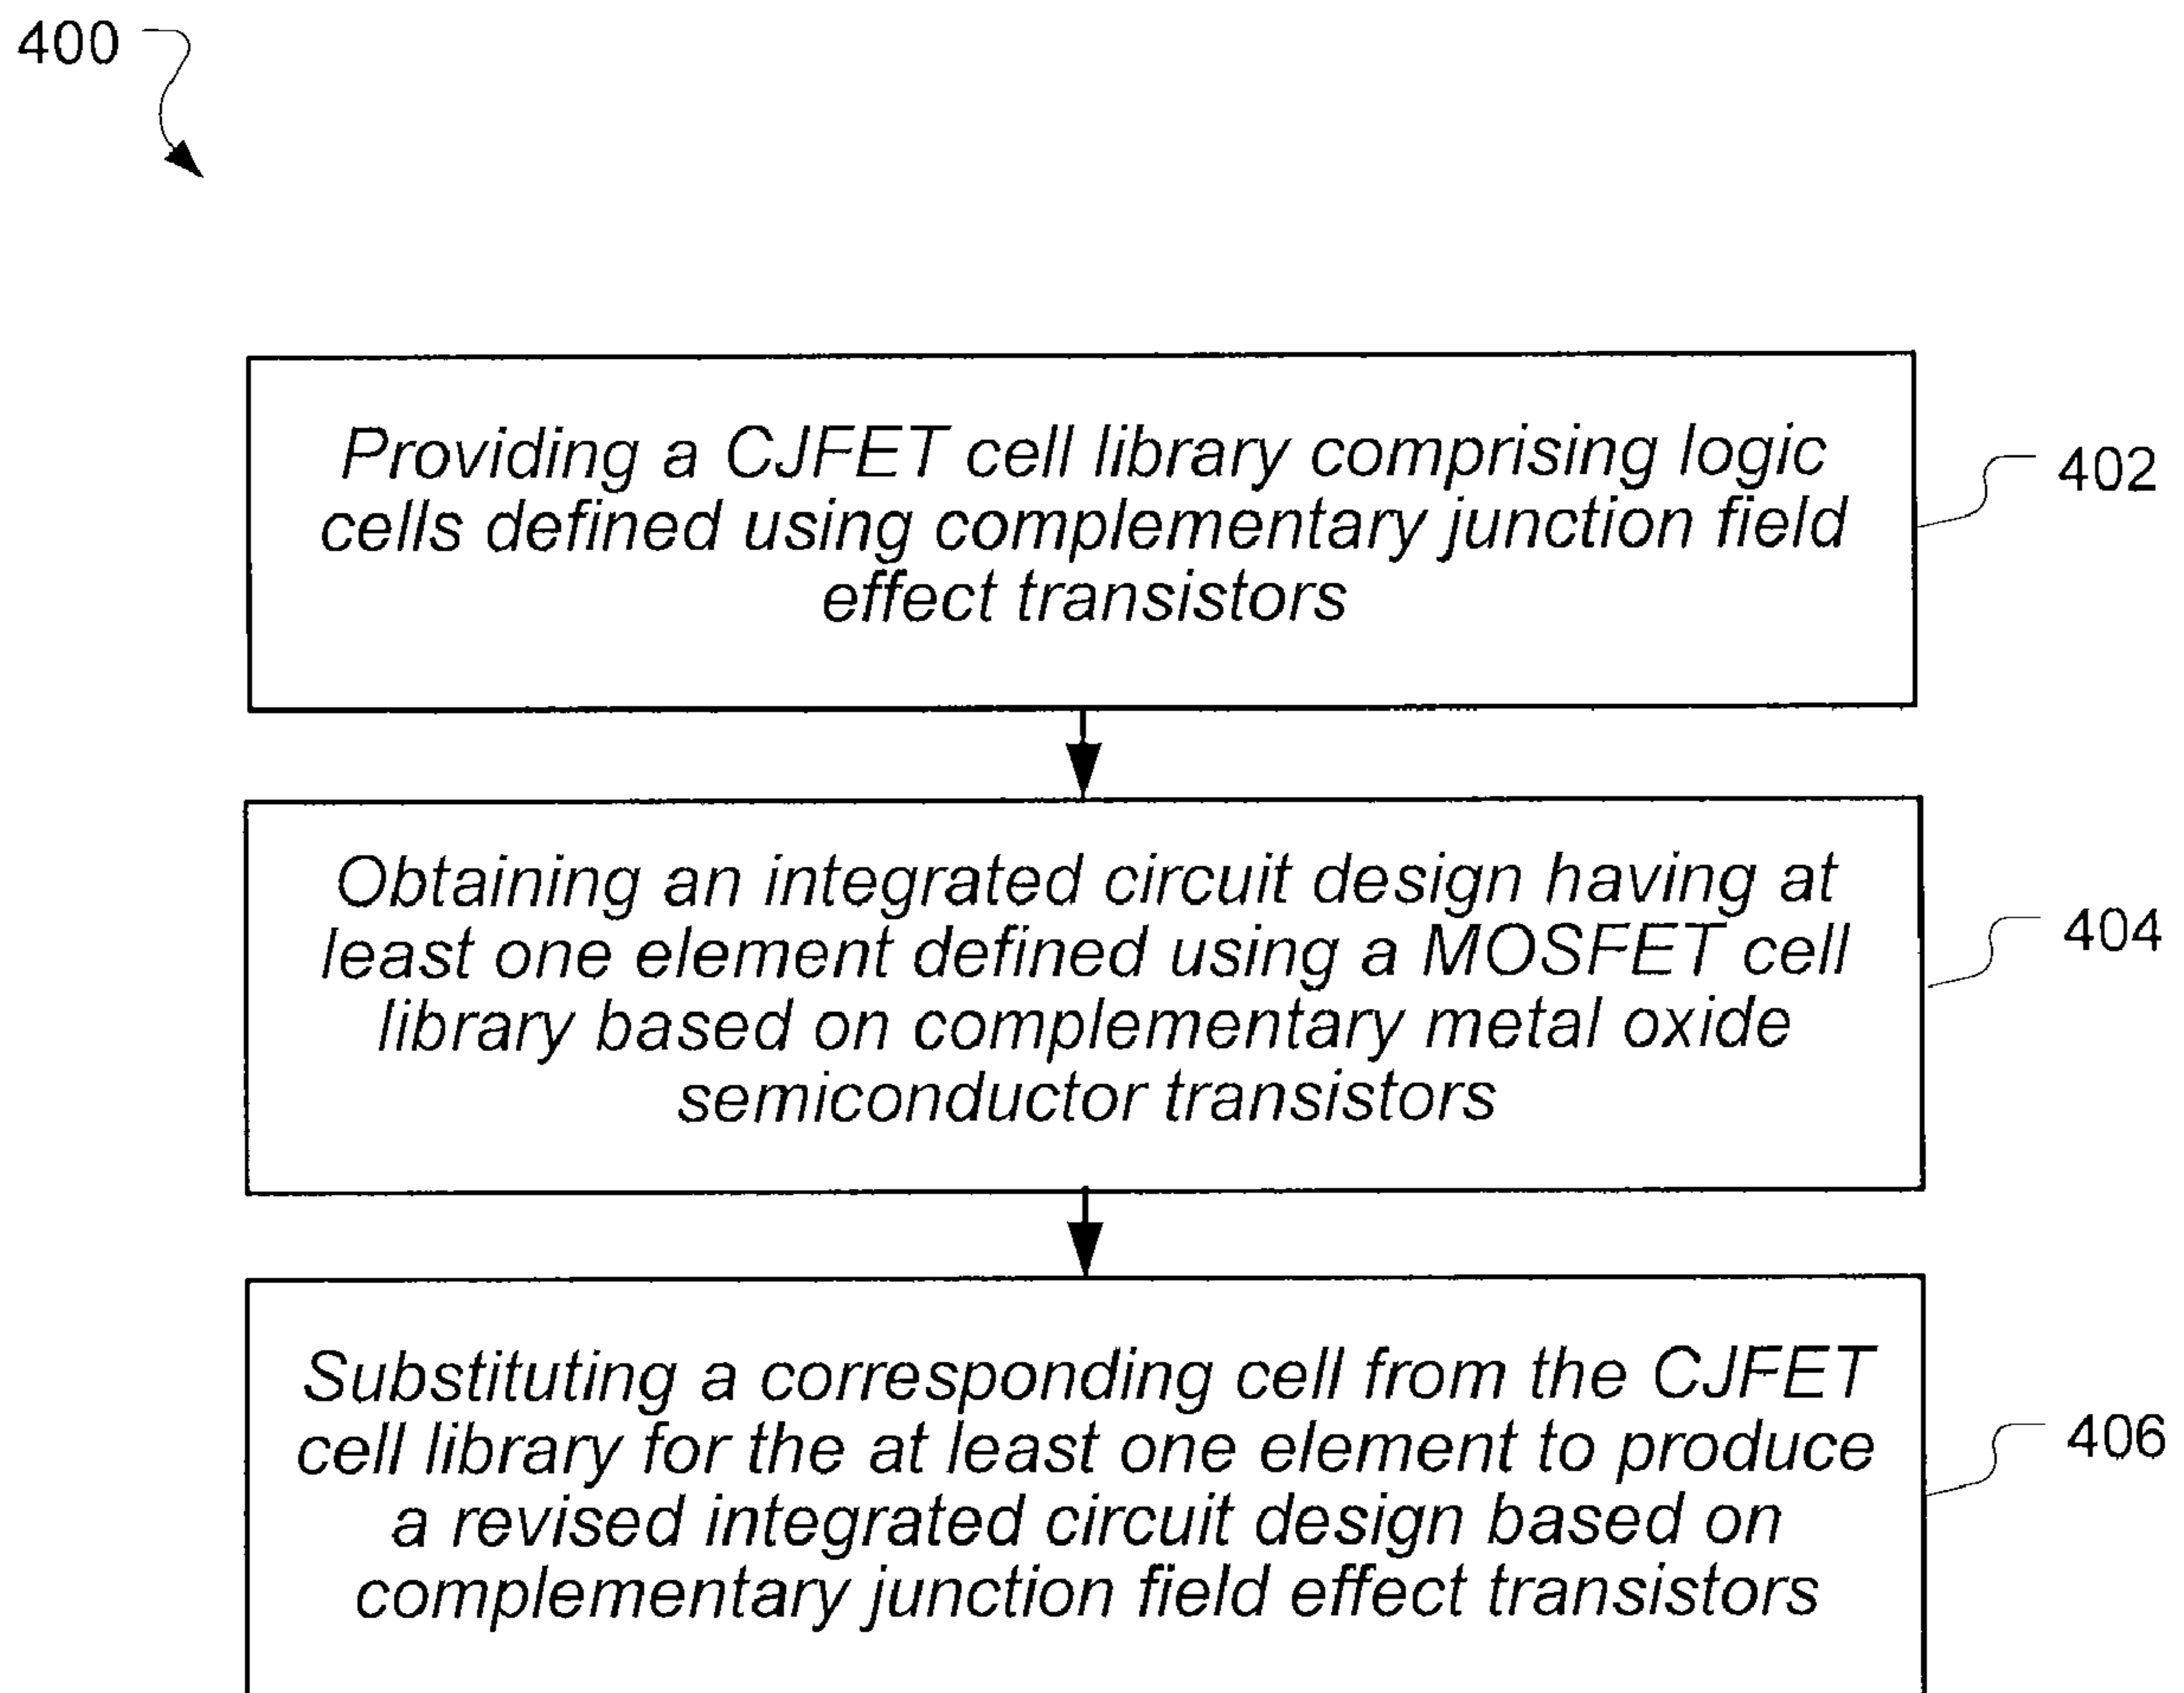 400
Providing a CJFET cell library comprising logic
cells defined using complementary junction field
effect transistors
402
Obtaining an integrated circuit design having at
least one element defined using a MOSFET cell
library based on complementary metal oxide
semiconductor transistors
404
Substituting a corresponding cell from the CJFET
cell library for the at least one element to produce
a revised integrated circuit design based on
complementary junction field effect transistors
406